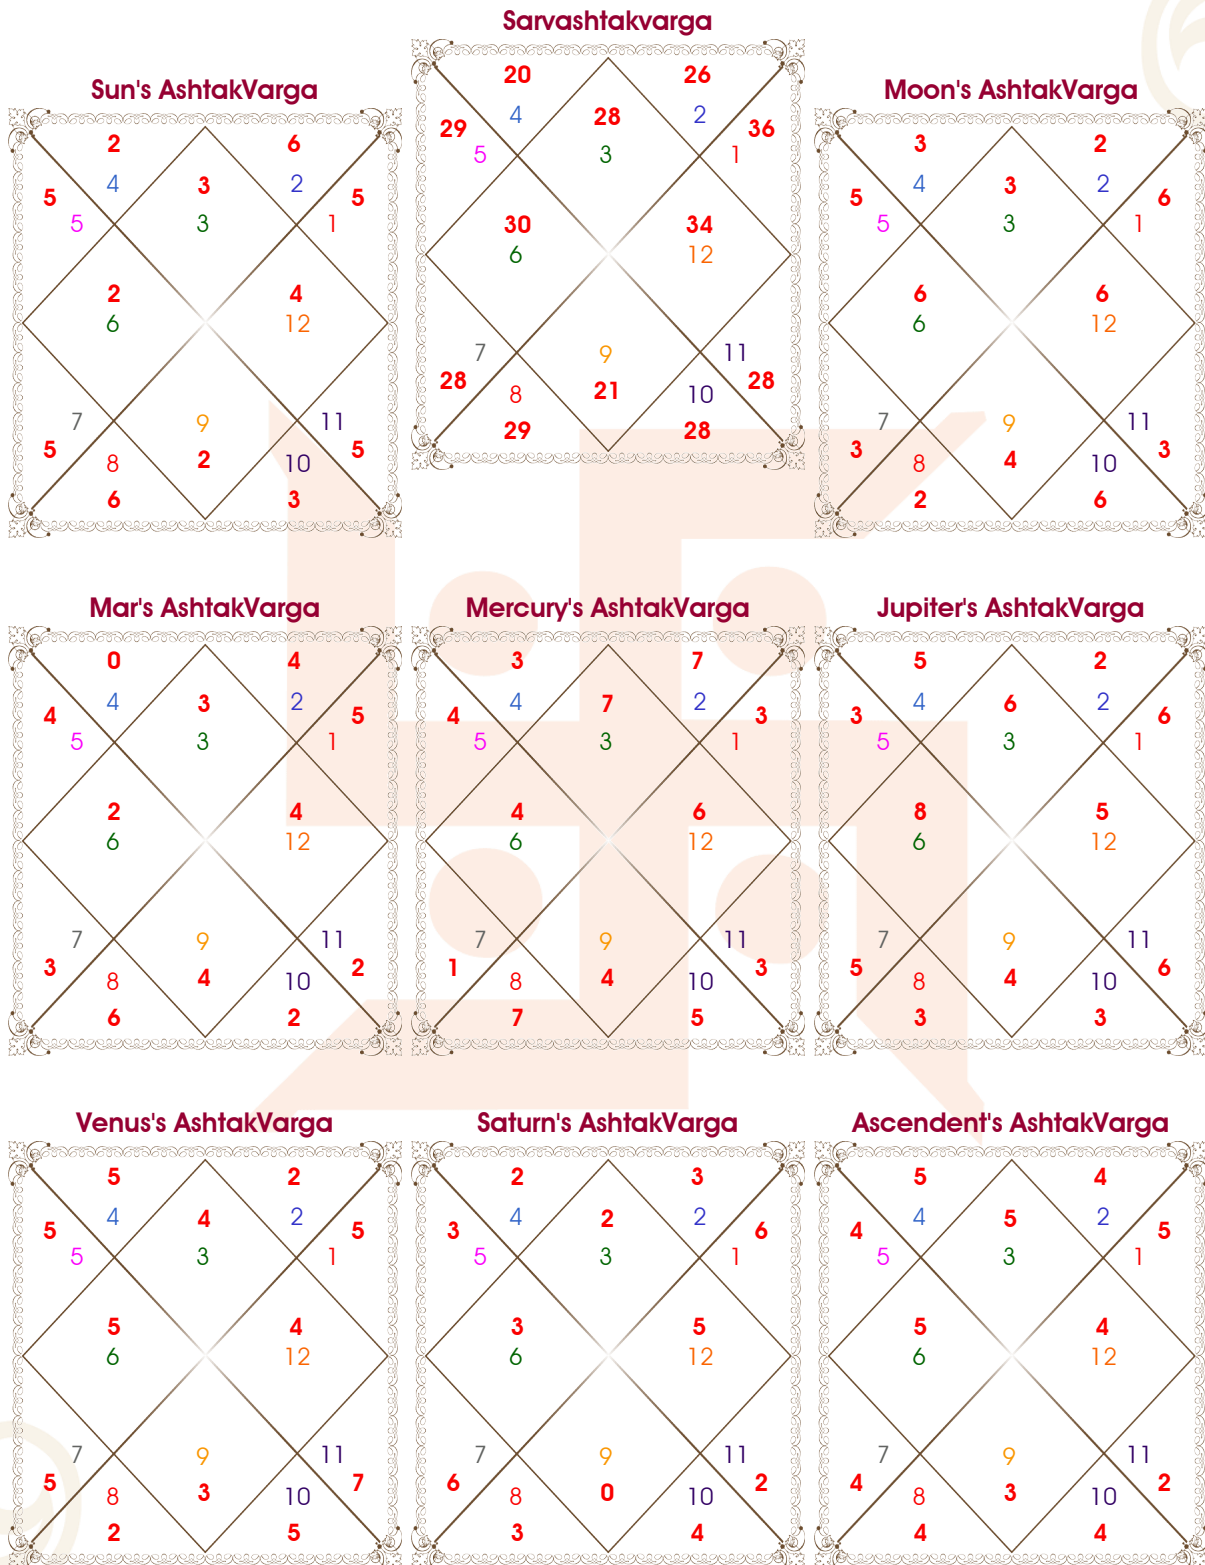 Sarvashtakvarga
20 26
4 28 2
29 36
5 3 1
30 34
6 12
7 9 11
28 21 28
8 10
29 28
Sun's AshtakVarga
2 6
4 3 2
5 5
5 3 1
2 4
6 12
7 9 11
5 2 5
8 10
6 3
Moon's AshtakVarga
3 2
4 3 2
5 6
5 3 1
6 6
6 12
7 9 11
3 4 3
8 10
2 6
Mar's AshtakVarga
0 4
4 3 2
4 5
5 3 1
2 4
6 12
7 9 11
3 4 2
8 10
6 2
Mercury's AshtakVarga
3 7
4 7 2
4 3
5 3 1
4 6
6 12
7 9 11
1 4 3
8 10
7 5
Jupiter's AshtakVarga
5 2
4 6 2
3 6
5 3 1
8 5
6 12
7 9 11
5 4 6
8 10
3 3
Venus's AshtakVarga
5 2
4 4 2
5 5
5 3 1
5 4
6 12
7 9 11
5 3 7
8 10
2 5
Saturn's AshtakVarga
2 3
4 2 2
3 6
5 3 1
3 5
6 12
7 9 11
6 0 2
8 10
3 4
Ascendent's AshtakVarga
5 4
4 5 2
4 5
5 3 1
5 4
6 12
7 9 11
4 3 2
8 10
4 4